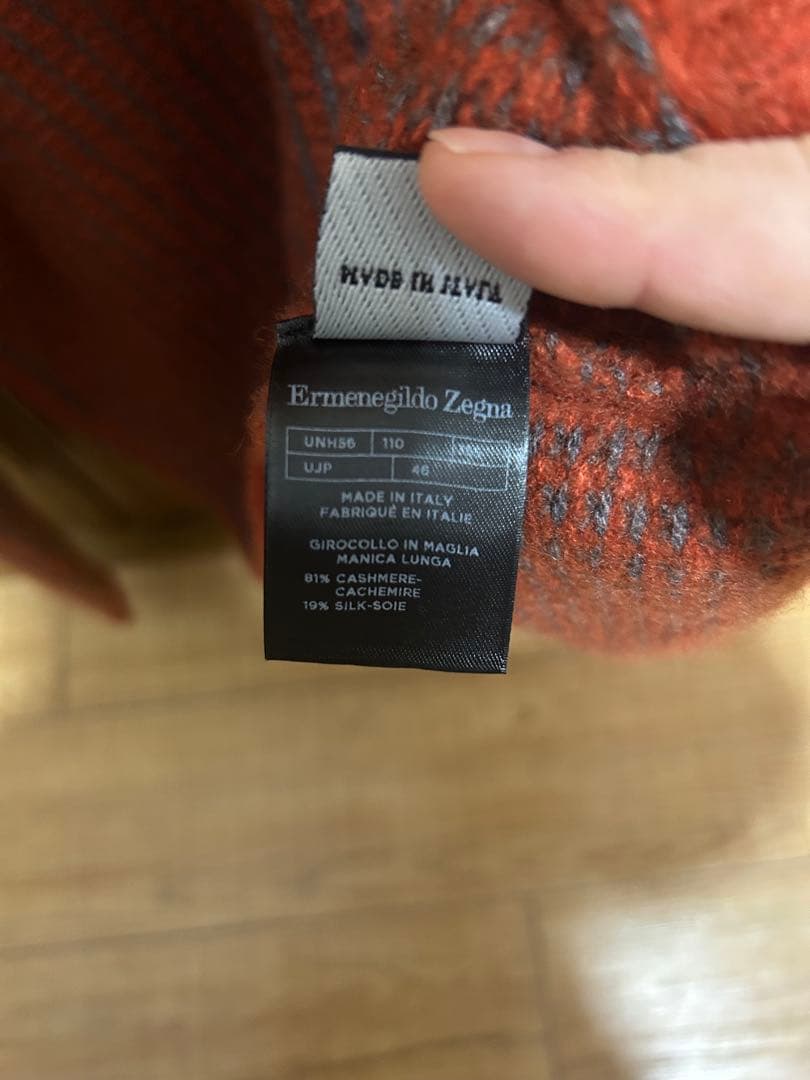 MADE IN ITALY
Ermenegildo Zegna
UNH56 110
UJP 46
MADE IN ITALY
FABRIQUÉ EN ITALIE
GIROCOLLO IN MAGLIA
MANICA LUNGA
81% CASHMERE-
CACHEMIRE
19% SILK-SOIE